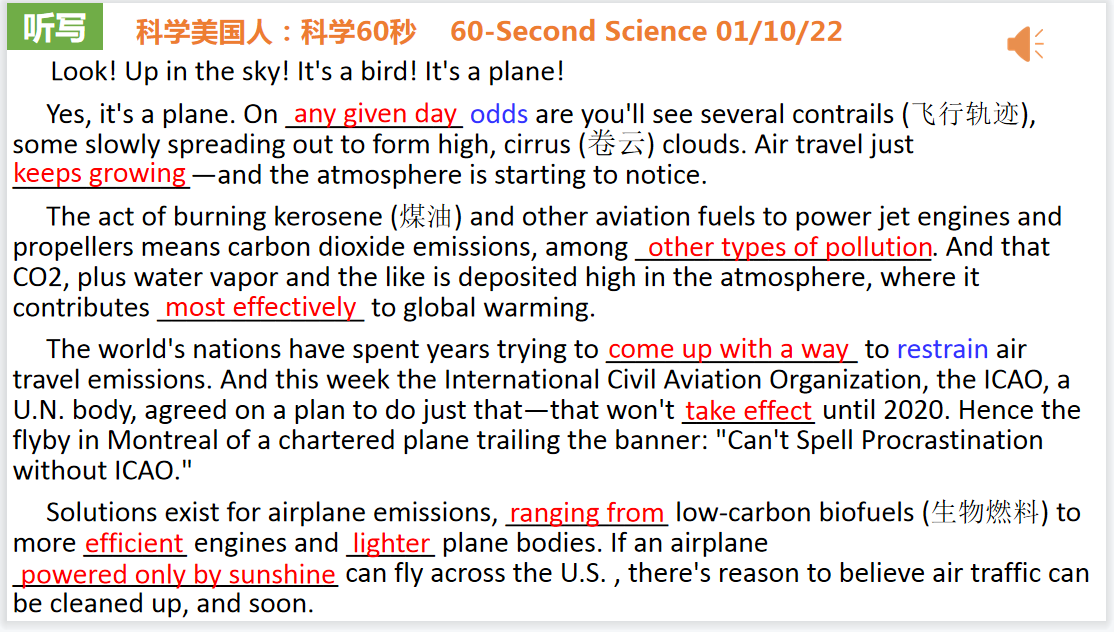 听写 科学美国人：科学60秒 60-Second Science 01/10/22
Look! Up in the sky! It's a bird! It's a plane!
Yes, it's a plane. On any given day odds are you'll see several contrails (飞行轨迹),
some slowly spreading out to form high, cirrus (卷云) clouds. Air travel just
keeps growing—and the atmosphere is starting to notice.
The act of burning kerosene (煤油) and other aviation fuels to power jet engines and
propellers means carbon dioxide emissions, among other types of pollution. And that
CO2, plus water vapor and the like is deposited high in the atmosphere, where it
contributes most effectively to global warming.
The world's nations have spent years trying to come up with a way to restrain air
travel emissions. And this week the International Civil Aviation Organization, the ICAO, a
U.N. body, agreed on a plan to do just that—that won't take effect until 2020. Hence the
flyby in Montreal of a chartered plane trailing the banner: "Can't Spell Procrastination
without ICAO."
Solutions exist for airplane emissions, ranging from low-carbon biofuels (生物燃料) to
more efficient engines and lighter plane bodies. If an airplane
powered only by sunshine can fly across the U.S. , there's reason to believe air traffic can
be cleaned up, and soon.